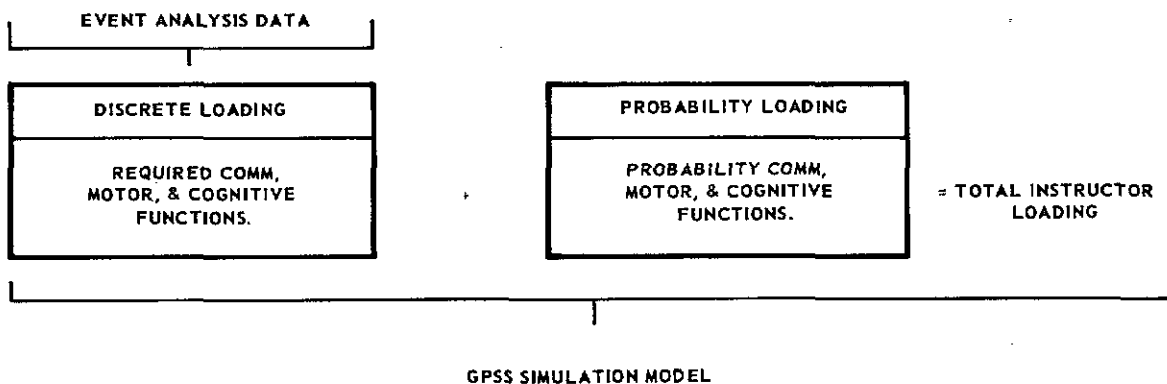 EVENT ANALYSIS DATA
DISCRETE LOADING
REQUIRED COMM,
MOTOR, & COGNITIVE
FUNCTIONS.
+
PROBABILITY LOADING
PROBABILITY COMM,
MOTOR, & COGNITIVE
FUNCTIONS.
= TOTAL INSTRUCTOR
LOADING
GPSS SIMULATION MODEL